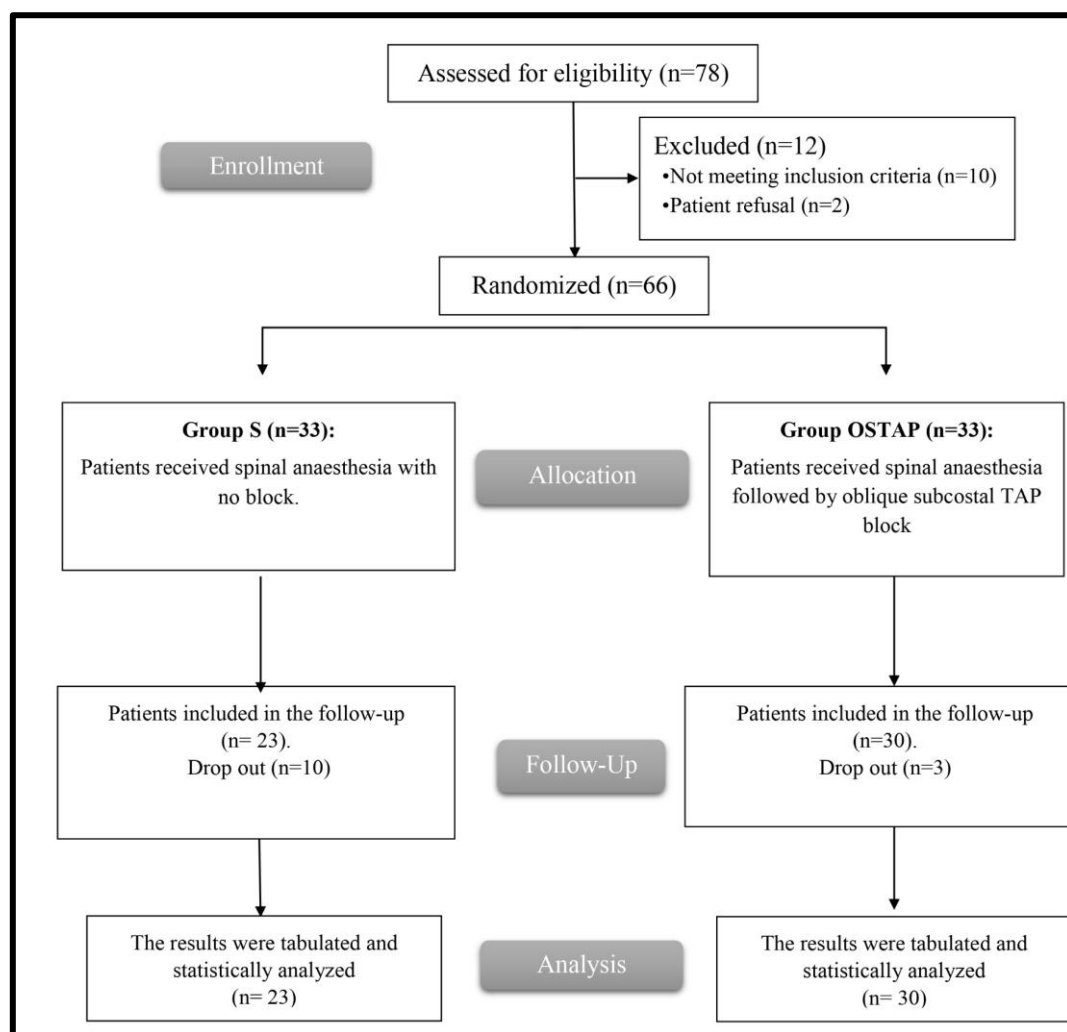 Assessed for eligibility (n=78)
Enrollment
Excluded (n=12)
•Not meeting inclusion criteria (n=10)
•Patient refusal (n=2)
Randomized (n=66)
Group S (n=33):
Patients received spinal anaesthesia with
no block.
Allocation
Group OSTAP (n=33):
Patients received spinal anaesthesia
followed by oblique subcostal TAP
block
Patients included in the follow-up
(n= 23).
Drop out (n=10)
Follow-Up
Patients included in the follow-up
(n=30).
Drop out (n=3)
The results were tabulated and
statistically analyzed
(n= 23)
Analysis
The results were tabulated and
statistically analyzed
(n= 30)